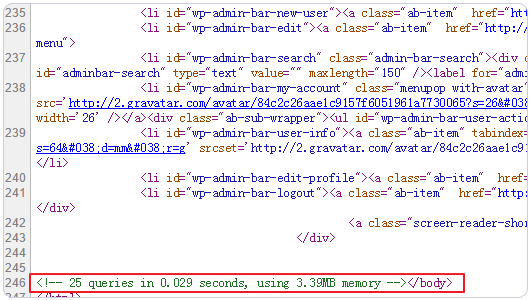 235 <li id="wp-admin-bar-new-user"><a class="ab-item" href="ht
236 <li id="wp-admin-bar-edit"><a class="ab-item" href="http:/
menu">
237 <li id="wp-admin-bar-search" class="admin-bar-search"><div
id="adminbar-search" type="text" value="" maxlength="150" /><label for="adm
238 <li id="wp-admin-bar-my-account" class="menupop with-avatar"
src='http://2.gravatar.com/avatar/84c2c26aae1c9157f6051961a7730065?s=26&#038
width='26' /></a><div class="ab-sub-wrapper"><ul id="wp-admin-bar-user-actio
239 <li id="wp-admin-bar-user-info"><a class="ab-item" tabindex=
s=64&#038;d=mm&#038;r=g' srcset='http://2.gravatar.com/avatar/84c2c26aae1c91
</li>
240 <li id="wp-admin-bar-edit-profile"><a class="ab-item" h
241 <li id="wp-admin-bar-logout"><a class="ab-item" href="htt
</div>
242 <a class="screen-reader-shor
243 </div>
244
245
246 <!-- 25 queries in 0.029 seconds, using 3.39MB memory --></body>
247 </html>